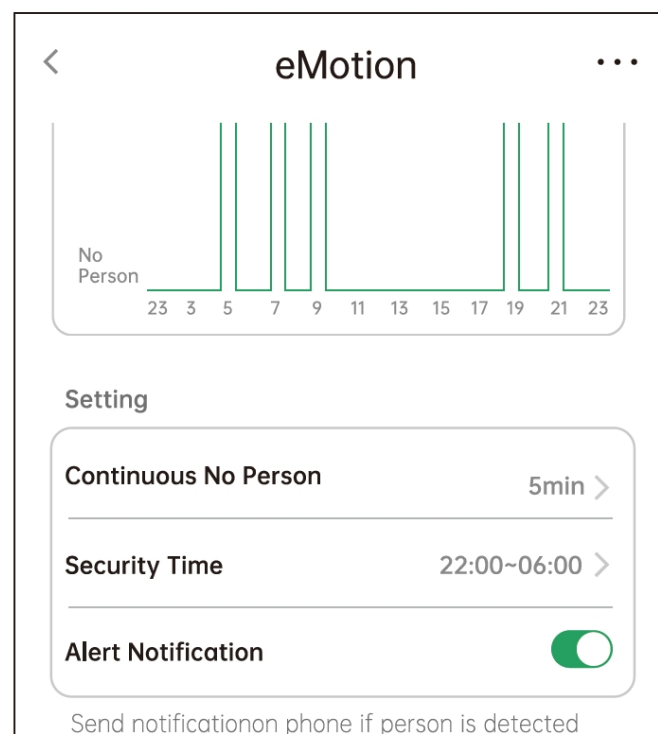 eMotion
No
Person
23 3 5 7 9 11 13 15 17 19 21 23
Setting
Continuous No Person 5min
Security Time 22:00~06:00
Alert Notification
Send notificationon phone if person is detected